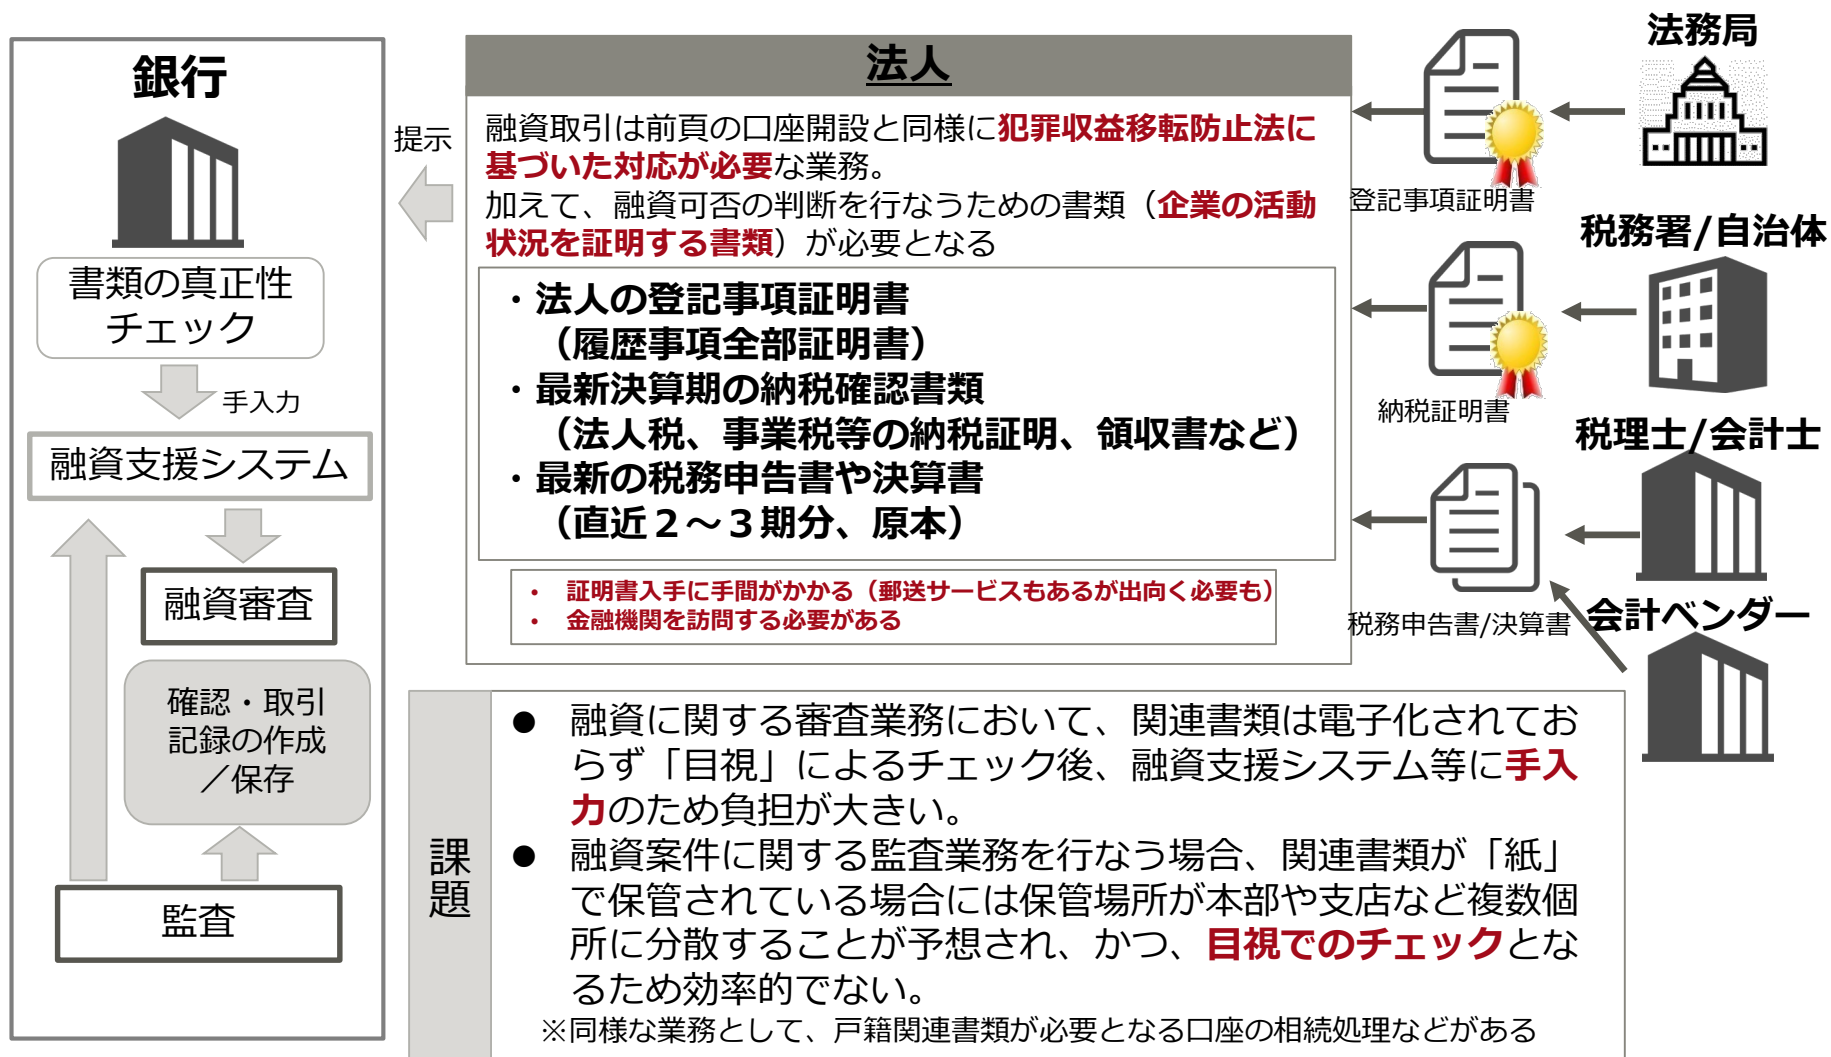 銀行
書類の真正性
チェック
手入力
融資支援システム
融資審査
確認・取引
記録の作成
／保存
監査
提示
法人
融資取引は前頁の口座開設と同様に犯罪収益移転防止法に
基づいた対応が必要な業務。
加えて、融資可否の判断を行なうための書類（企業の活動
状況を証明する書類）が必要となる
・法人の登記事項証明書
（履歴事項全部証明書）
・最新決算期の納税確認書類
（法人税、事業税等の納税証明、領収書など）
・最新の税務申告書や決算書
（直近２～３期分、原本）
• 証明書入手に手間がかかる（郵送サービスもあるが出向く必要も）
• 金融機関を訪問する必要がある
法務局
登記事項証明書
税務署/自治体
納税証明書
税理士/会計士
税務申告書/決算書
会計ベンダー
課題
● 融資に関する審査業務において、関連書類は電子化されてお
らず「目視」によるチェック後、融資支援システム等に手入
力のため負担が大きい。
● 融資案件に関する監査業務を行なう場合、関連書類が「紙」
で保管されている場合には保管場所が本部や支店など複数個
所に分散することが予想され、かつ、目視でのチェックとな
るため効率的でない。
※同様な業務として、戸籍関連書類が必要となる口座の相続処理などがある